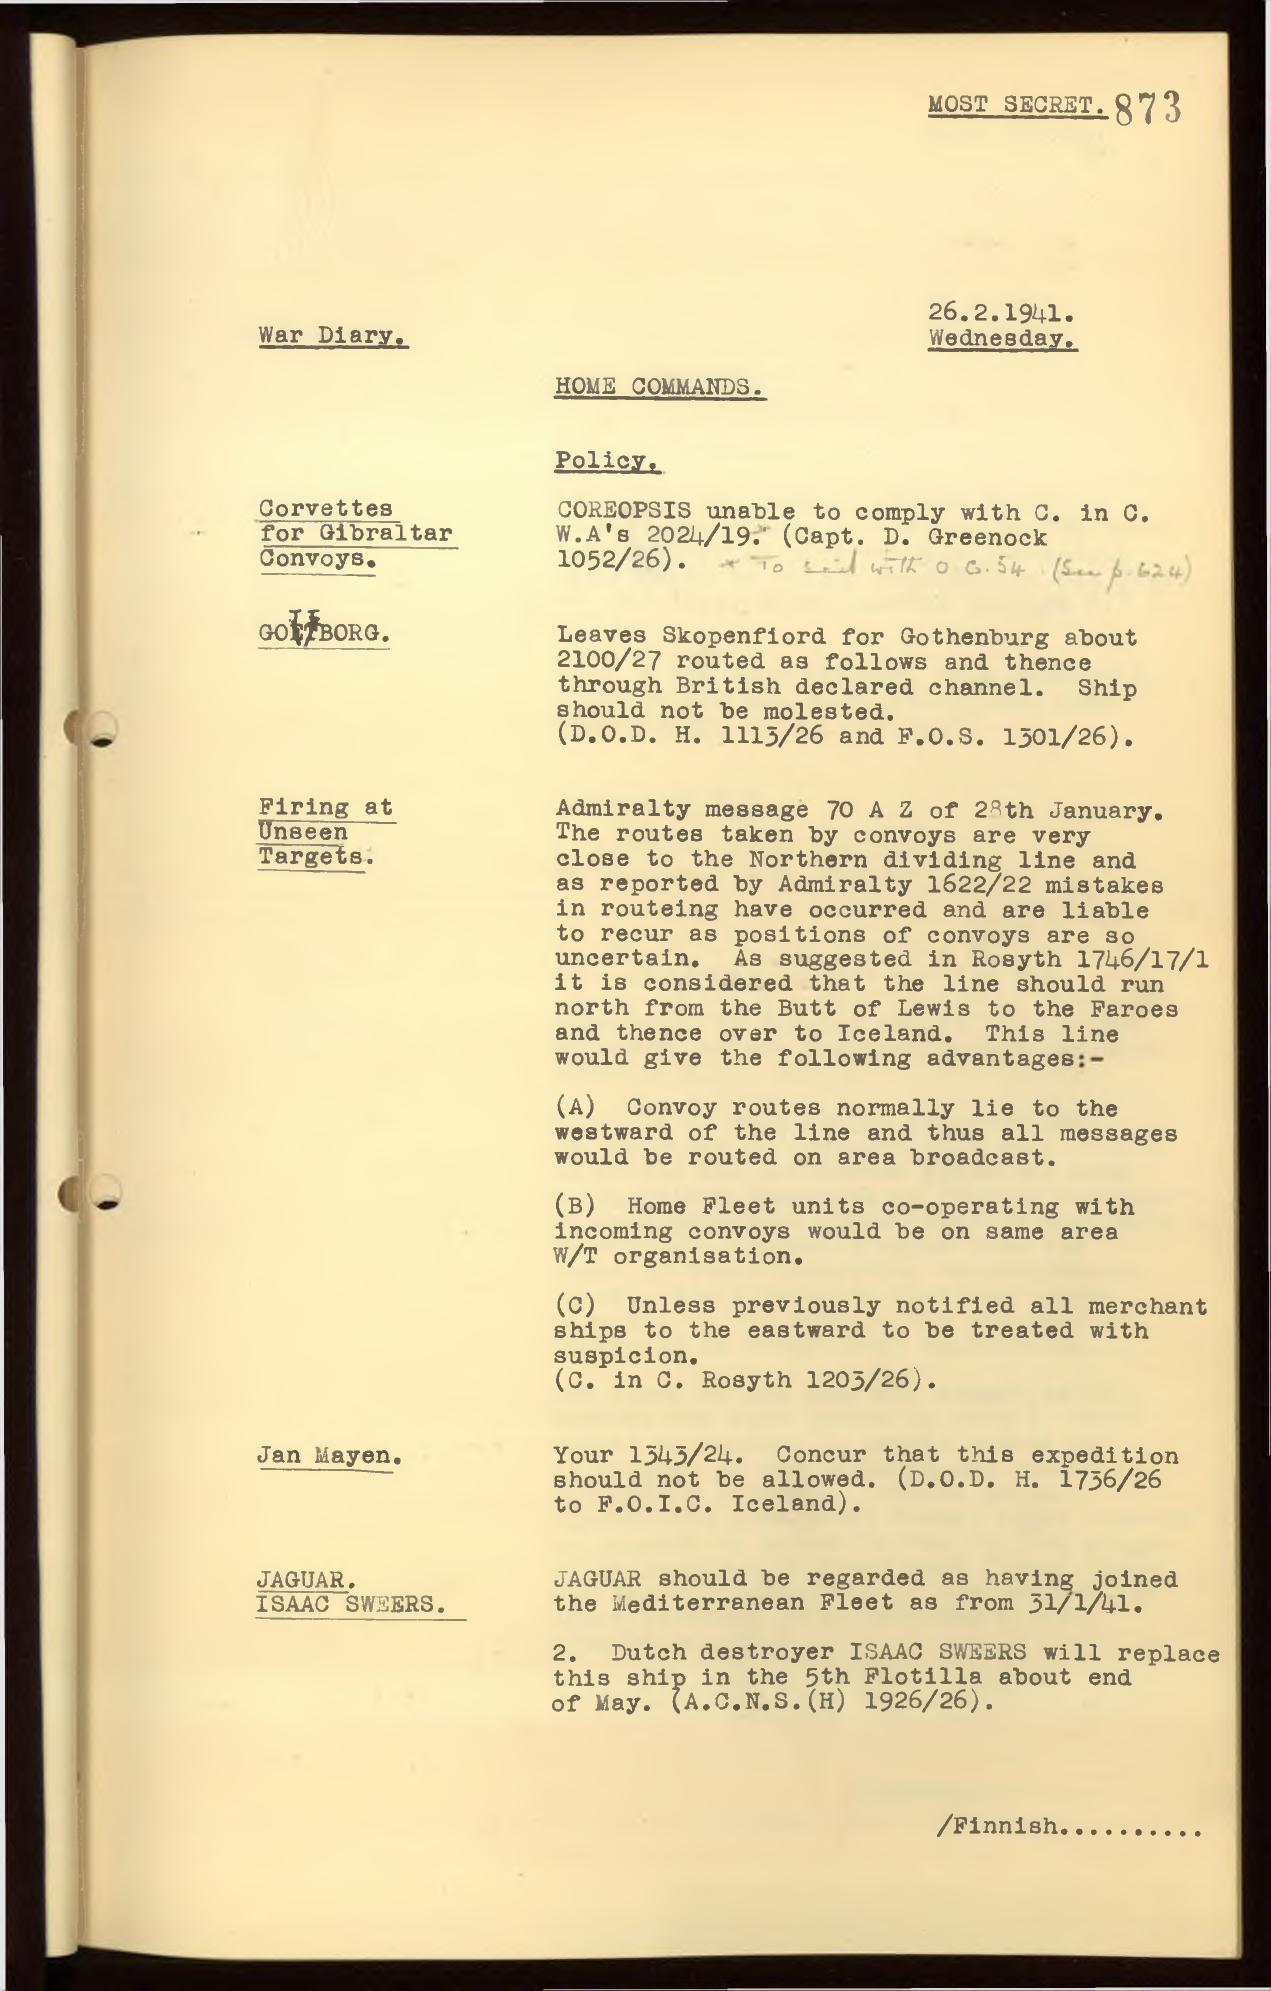 MOST SECRET. 873
26.2.1941.
War Diary.
Wednesday.
HOME COMMANDS.
Policy.
Corvettes
for Gibraltar
Convoys.
COREOPSIS unable to comply with C. in C.
W.A's 2024/19.* (Capt. D. Greenock
1052/26). * To sail with O G. 54 (See p. 624)
BORG.
Leaves Skopenfiord for Gothenburg about
2100/27 routed as follows and thence
through British declared channel. Ship
should not be molested.
(D.O.D. H. 1113/26 and F.O.S. 1301/26).
Firing at
Unseen
Targets.
Admiralty message 70 A Z of 28th January.
The routes taken by convoys are very
close to the Northern dividing line and
as reported by Admiralty 1622/22 mistakes
in routeing have occurred and are liable
to recur as positions of convoys are so
uncertain. As suggested in Rosyth 1746/17/1
it is considered that the line should run
north from the Butt of Lewis to the Faroes
and thence over to Iceland. This line
would give the following advantages:-
(A) Convoy routes normally lie to the
westward of the line and thus all messages
would be routed on area broadcast.
(B) Home Fleet units co-operating with
incoming convoys would be on same area
W/T organisation.
(C) Unless previously notified all merchant
ships to the eastward to be treated with
suspicion.
(C. in C. Rosyth 1203/26).
Jan Mayen.
Your 1343/24. Concur that this expedition
should not be allowed. (D.O.D. H. 1736/26
to F.O.I.C. Iceland).
JAGUAR.
ISAAC SWEERS.
JAGUAR should be regarded as having joined
the Mediterranean Fleet as from 31/1/41.
2. Dutch destroyer ISAAC SWEERS will replace
this ship in the 5th Flotilla about end
of May. (A.C.N.S.(H) 1926/26).
/Finnish..........